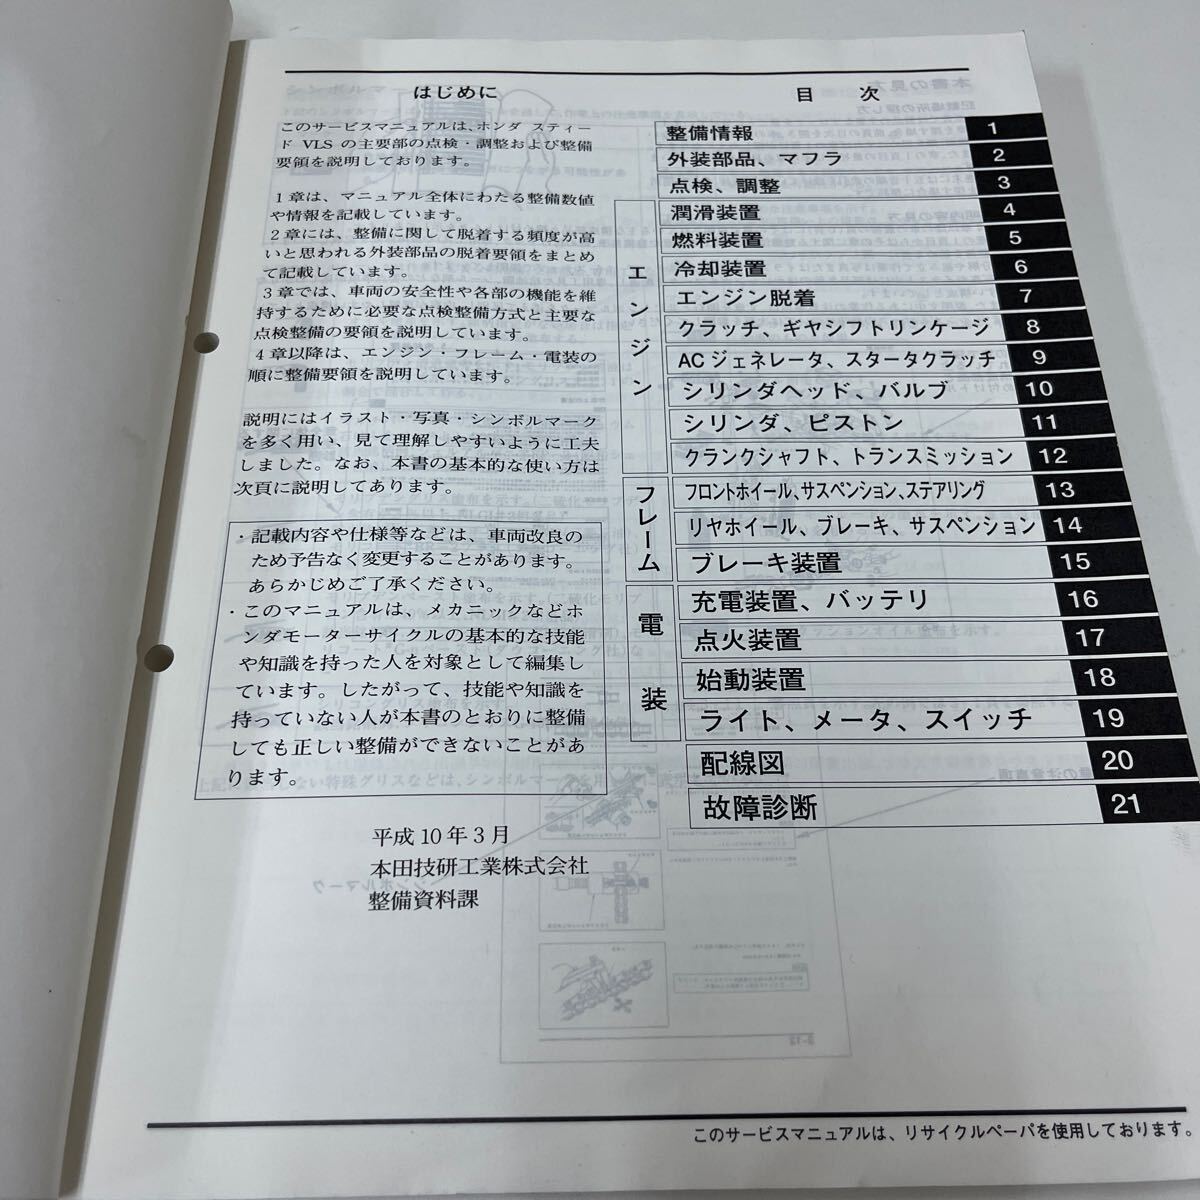 はじめに
このサービスマニュアルは、ホンダ スティー
ド VLS の主要部の点検・調整および整備
要領を説明しております。
1章は、マニュアル全体にわたる整備数値
や情報を記載しています。
2章には、整備に関して脱着する頻度が高
いと思われる外装部品の脱着要領をまとめ
て記載しています。
3章では、車両の安全性や各部の機能を維
持するために必要な点検整備方式と主要な
点検整備の要領を説明しています。
4章以降は、エンジン・フレーム・電装の
順に整備要領を説明しています。
説明にはイラスト・写真・シンボルマーク
を多く用い、見て理解しやすいように工夫
しました。なお、本書の基本的な使い方は
次頁に説明してあります。
・記載内容や仕様等などは、車両改良の
ため予告なく変更することがあります。
あらかじめご了承ください。
・このマニュアルは、メカニックなどホ
ンダモーターサイクルの基本的な技能
や知識を持った人を対象として編集し
ています。したがって、技能や知識を
持っていない人が本書のとおりに整備
しても正しい整備ができないことがあ
ります。
平成10年3月
本田技研工業株式会社
整備資料課
目 次
整備情報 1
外装部品、マフラ 2
点検、調整 3
エンジン
潤滑装置 4
燃料装置 5
冷却装置 6
エンジン脱着 7
クラッチ、ギヤシフトリンケージ 8
ACジェネレータ、スタータクラッチ 9
シリンダヘッド、バルブ 10
シリンダ、ピストン 11
クランクシャフト、トランスミッション 12
フレーム
フロントホイール、サスペンション、ステアリング 13
リヤホイール、ブレーキ、サスペンション 14
ブレーキ装置 15
電装
充電装置、バッテリ 16
点火装置 17
始動装置 18
ライト、メータ、スイッチ 19
配線図 20
故障診断 21
このサービスマニュアルは、リサイクルペーパを使用しております。